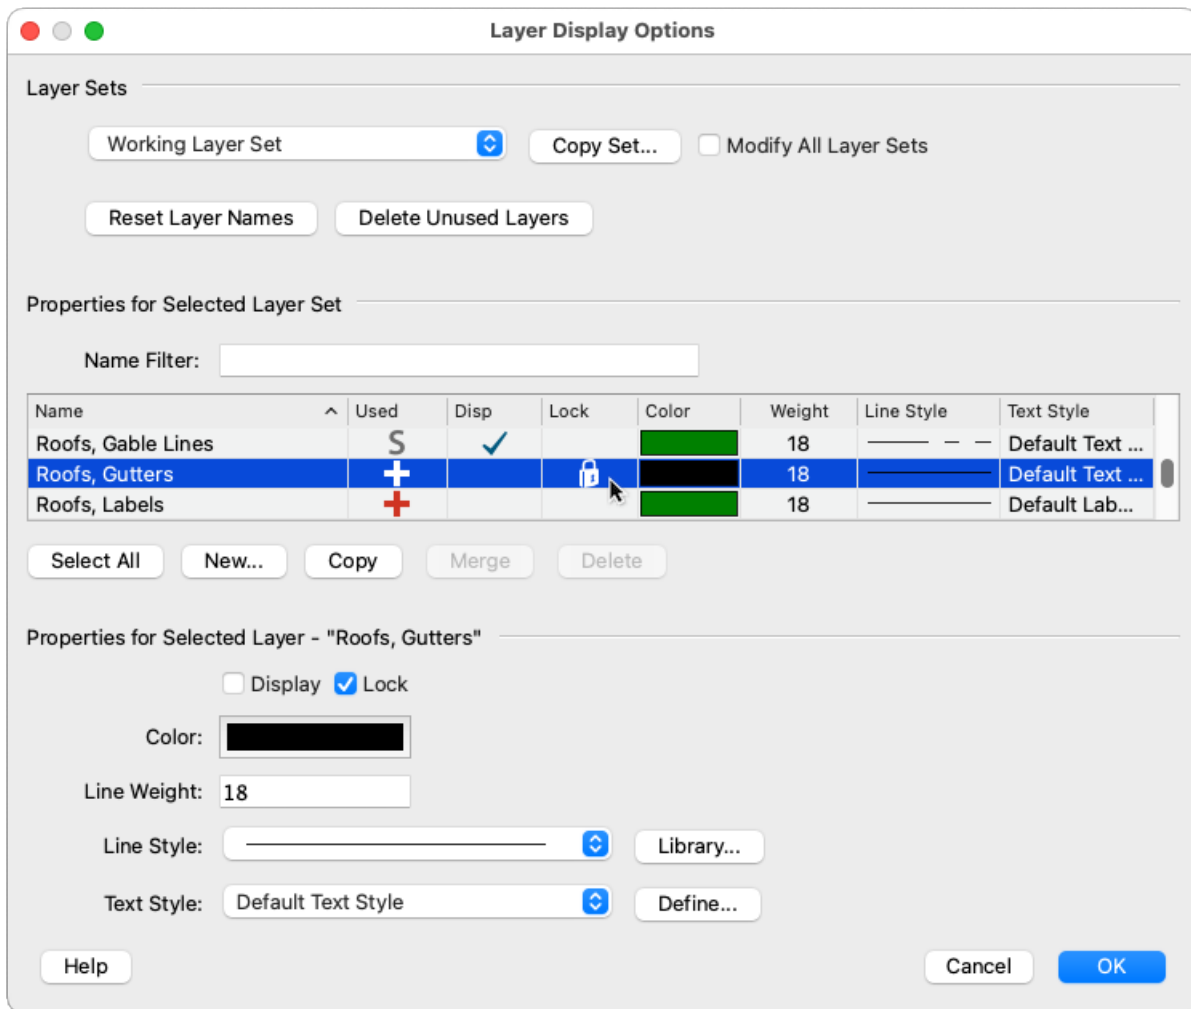 Layer Display Options
Layer Sets
Working Layer Set Copy Set... Modify All Layer Sets
Reset Layer Names Delete Unused Layers
Properties for Selected Layer Set
Name Filter:
Name Used Disp Lock Color Weight Line Style Text Style
Roofs, Gable Lines S 18 Default Text ...
Roofs, Gutters 18 Default Text ...
Roofs, Labels 18 Default Lab...
Select All New... Copy Merge Delete
Properties for Selected Layer - "Roofs, Gutters"
Display Lock
Color:
Line Weight: 18
Line Style: Library...
Text Style: Default Text Style Define...
Help Cancel OK